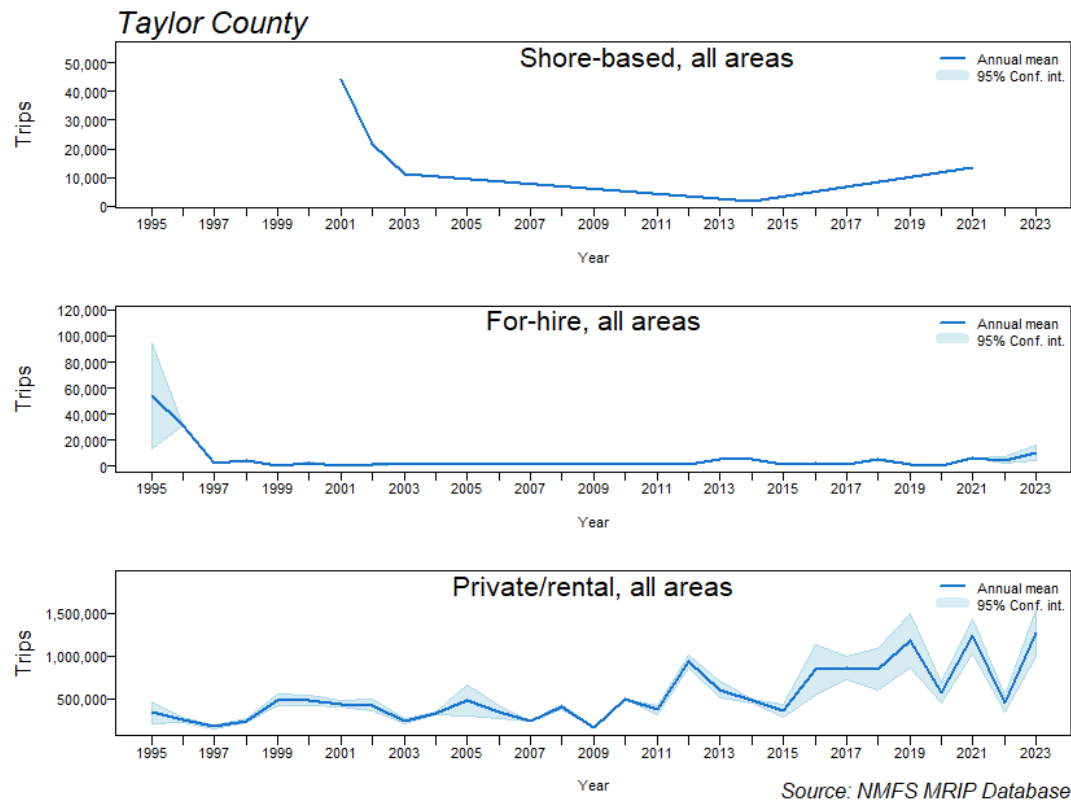 Taylor County
Shore-based, all areas
Annual mean
95% Conf. int.
Trips
50,000
40,000
30,000
20,000
10,000
0
1995 1997 1999 2001 2003 2005 2007 2009 2011 2013 2015 2017 2019 2021 2023
Year
For-hire, all areas
Annual mean
95% Conf. int.
Trips
120,000
100,000
80,000
60,000
40,000
20,000
0
1995 1997 1999 2001 2003 2005 2007 2009 2011 2013 2015 2017 2019 2021 2023
Year
Private/rental, all areas
Annual mean
95% Conf. int.
Trips
1,500,000
1,000,000
500,000
1995 1997 1999 2001 2003 2005 2007 2009 2011 2013 2015 2017 2019 2021 2023
Year
Source: NMFS MRIP Database